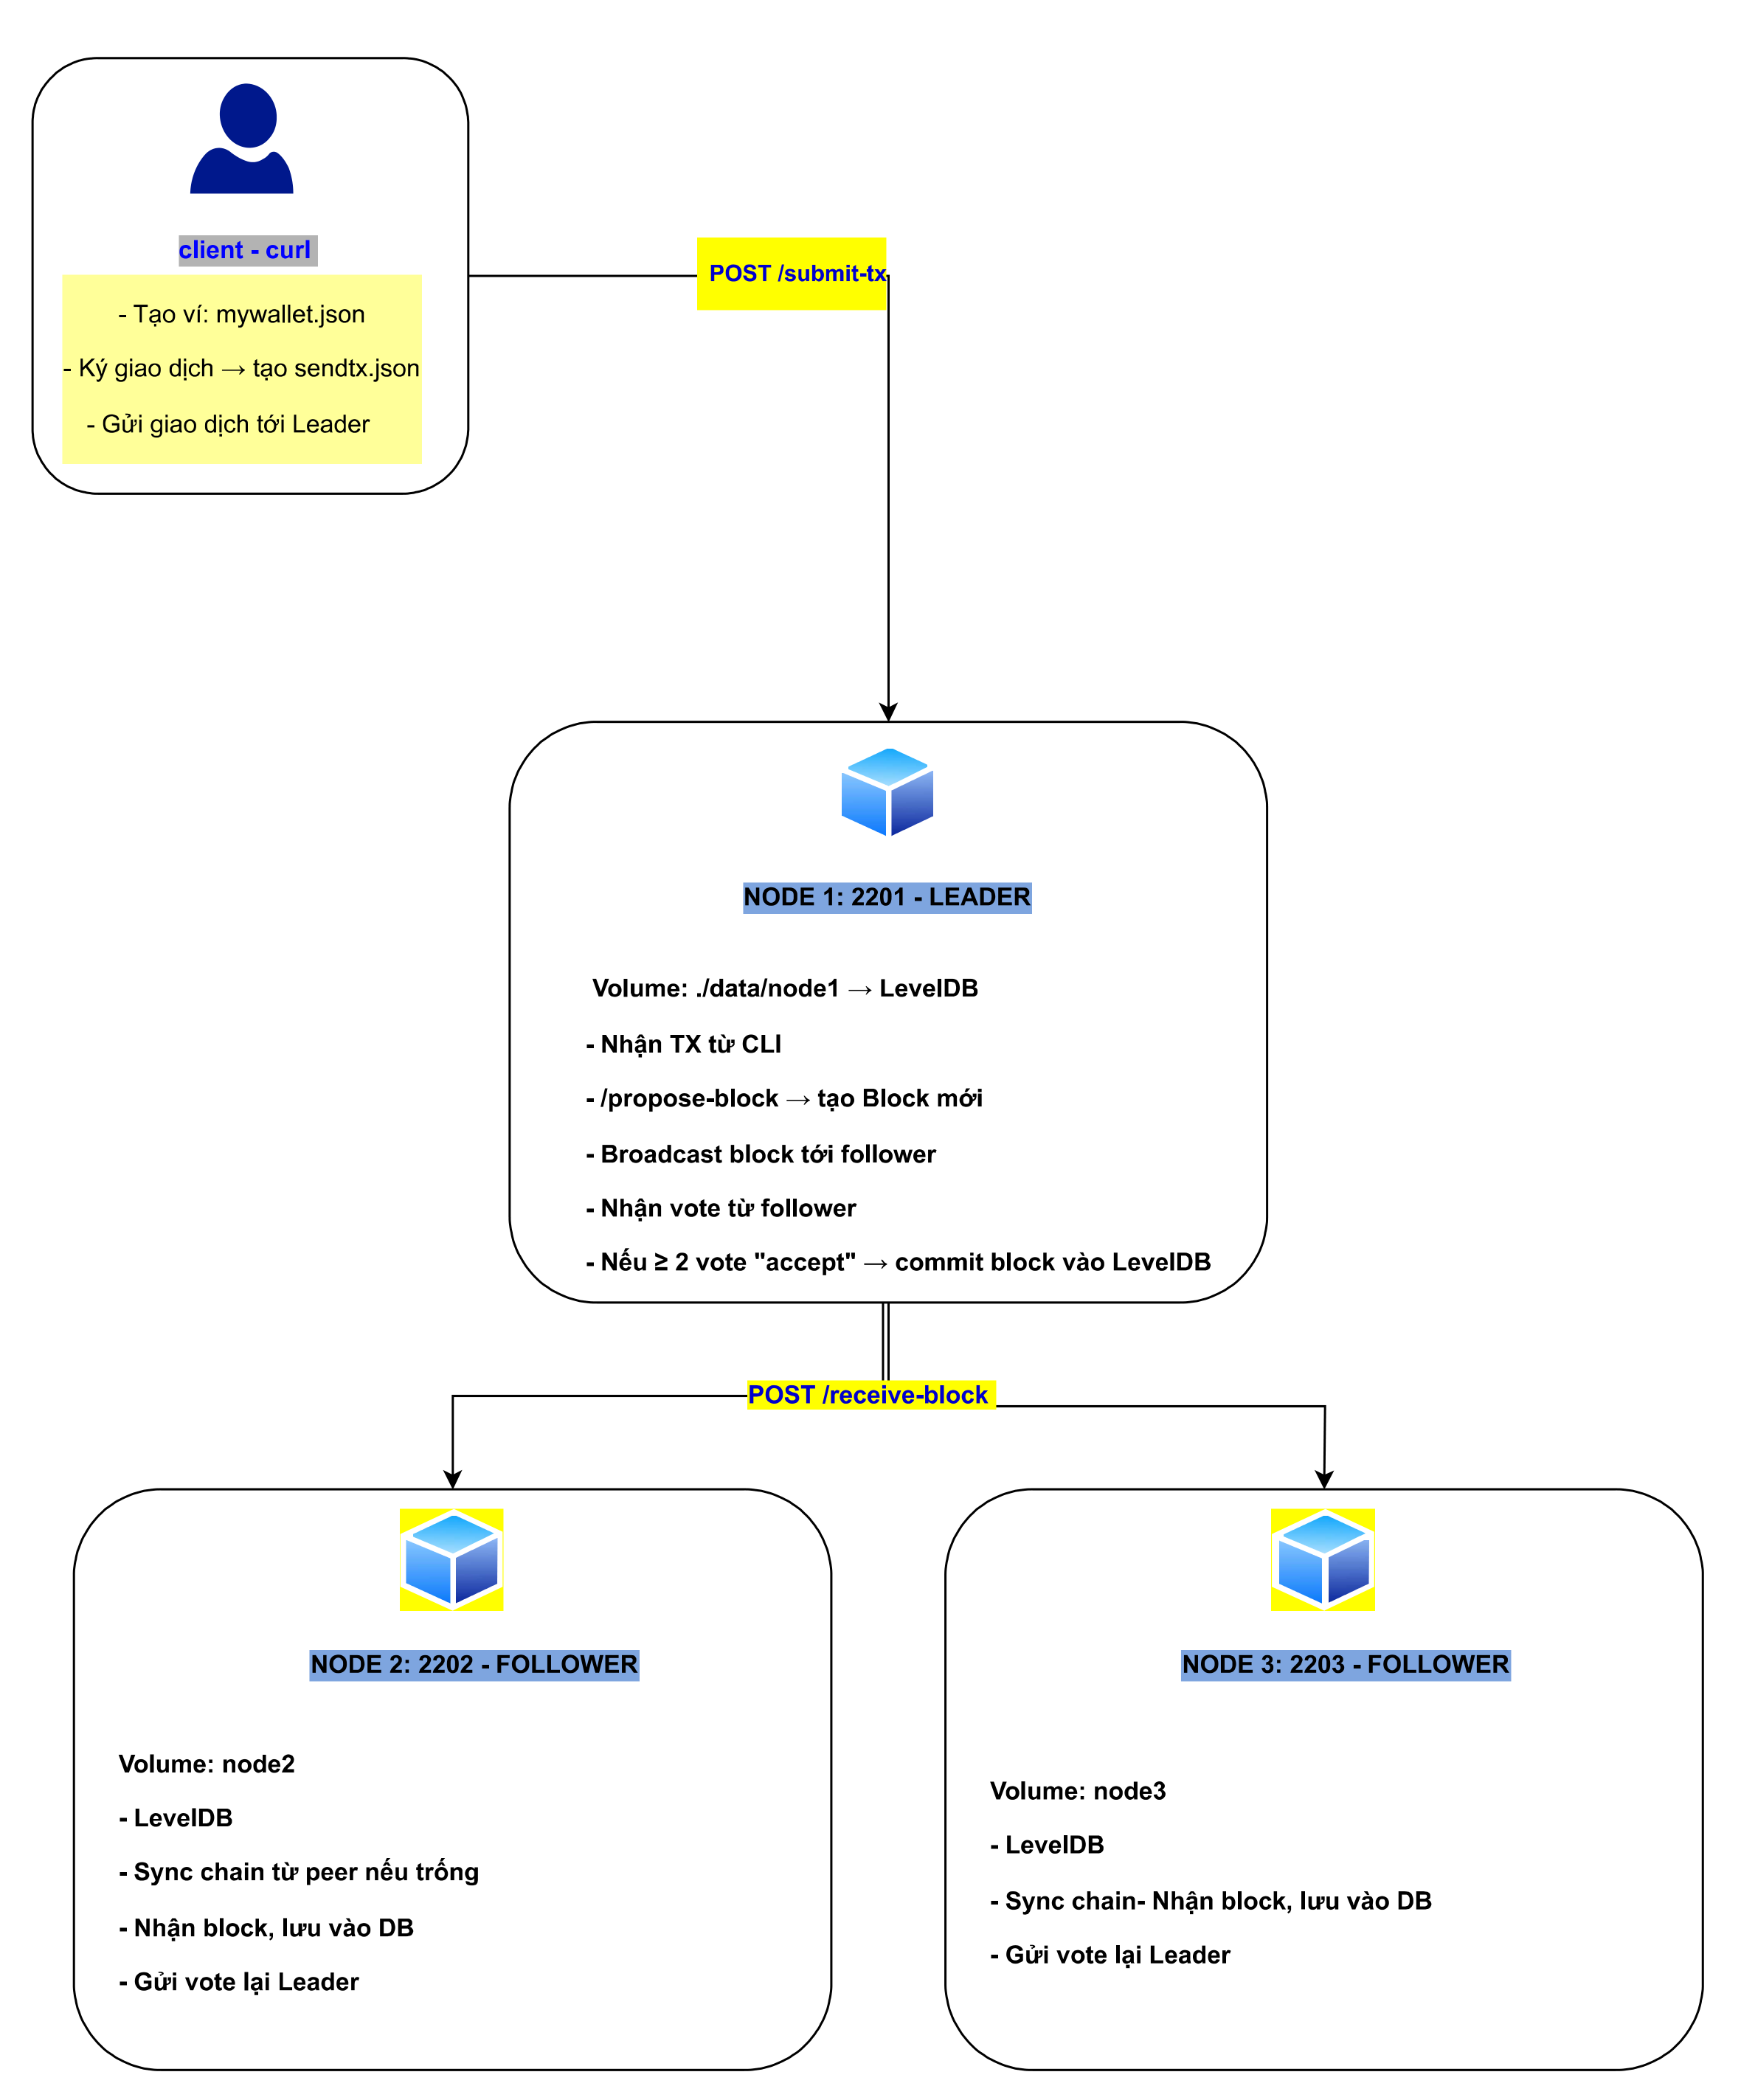 client - curl
- Tạo ví: mywallet.json
- Ký giao dịch → tạo sendtx.json
- Gửi giao dịch tới Leader
POST /submit-tx
NODE 1: 2201 - LEADER
Volume: ./data/node1 → LevelDB
- Nhận TX từ CLI
- /propose-block → tạo Block mới
- Broadcast block tới follower
- Nhận vote từ follower
- Nếu ≥ 2 vote "accept" → commit block vào LevelDB
POST /receive-block
NODE 2: 2202 - FOLLOWER
Volume: node2
- LevelDB
- Sync chain từ peer nếu trống
- Nhận block, lưu vào DB
- Gửi vote lại Leader
NODE 3: 2203 - FOLLOWER
Volume: node3
- LevelDB
- Sync chain- Nhận block, lưu vào DB
- Gửi vote lại Leader